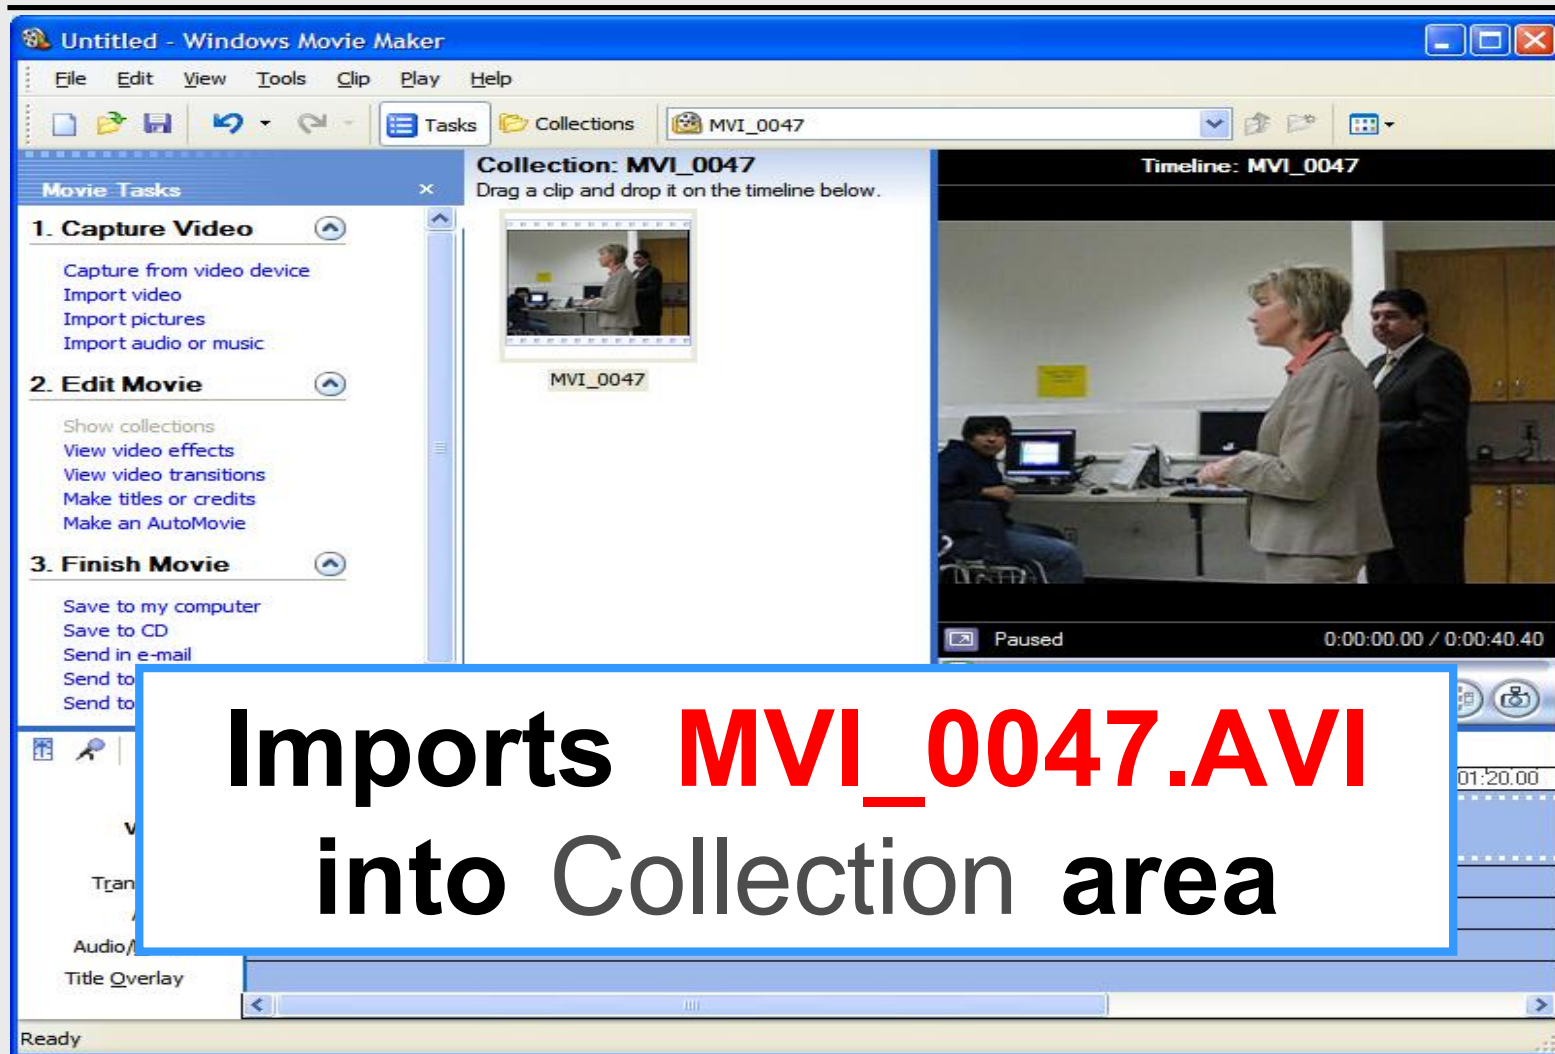 Untitled - Windows Movie Maker
File Edit View Tools Clip Play Help
Tasks Collections MVI_0047
Movie Tasks
1. Capture Video
Capture from video device
Import video
Import pictures
Import audio or music
2. Edit Movie
Show collections
View video effects
View video transitions
Make titles or credits
Make an AutoMovie
3. Finish Movie
Save to my computer
Save to CD
Send in e-mail
Send to
Send to
Collection: MVI_0047
Drag a clip and drop it on the timeline below.
MVI_0047
Timeline: MVI_0047
Paused 0:00:00.00 / 0:00:40.40
Imports MVI_0047.AVI
into Collection area
01:20.00
Audio/
Title Overlay
Ready